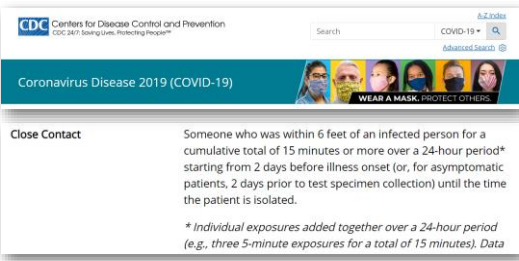 A-Z Index
CDC Centers for Disease Control and Prevention
CDC 24/7: Saving Lives, Protecting People™
Search
COVID-19
Advanced Search
Coronavirus Disease 2019 (COVID-19)
WEAR A MASK. PROTECT OTHERS.
Close Contact
Someone who was within 6 feet of an infected person for a
cumulative total of 15 minutes or more over a 24-hour period*
starting from 2 days before illness onset (or, for asymptomatic
patients, 2 days prior to test specimen collection) until the time
the patient is isolated.
* Individual exposures added together over a 24-hour period
(e.g., three 5-minute exposures for a total of 15 minutes). Data